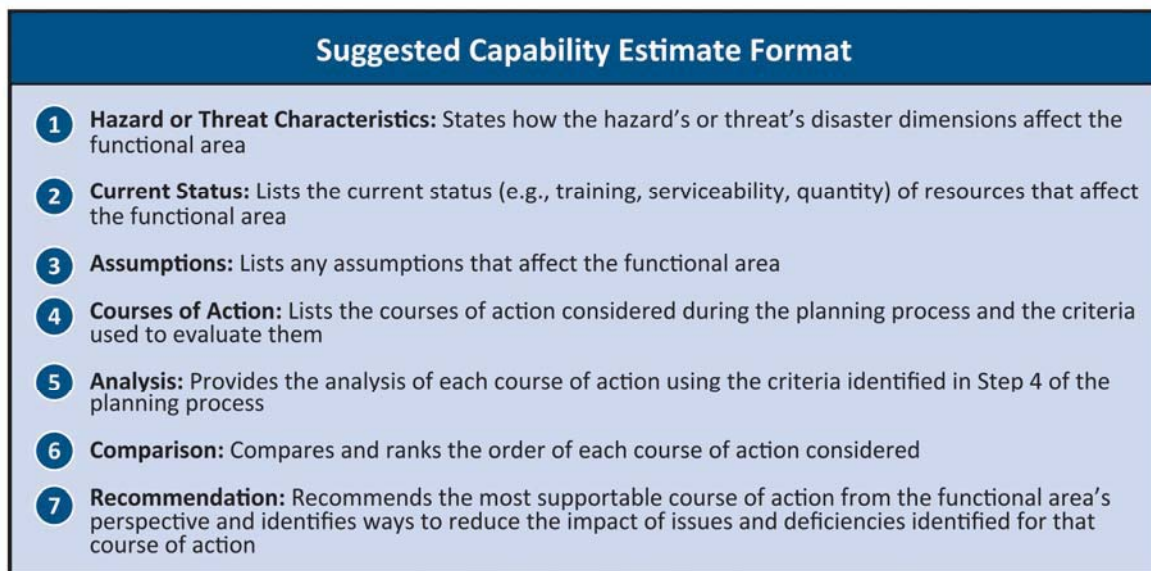 Suggested Capability Estimate Format
1 Hazard or Threat Characteristics: States how the hazard’s or threat’s disaster dimensions affect the
functional area
2 Current Status: Lists the current status (e.g., training, serviceability, quantity) of resources that affect
the functional area
3 Assumptions: Lists any assumptions that affect the functional area
4 Courses of Action: Lists the courses of action considered during the planning process and the criteria
used to evaluate them
5 Analysis: Provides the analysis of each course of action using the criteria identified in Step 4 of the
planning process
6 Comparison: Compares and ranks the order of each course of action considered
7 Recommendation: Recommends the most supportable course of action from the functional area’s
perspective and identifies ways to reduce the impact of issues and deficiencies identified for that
course of action